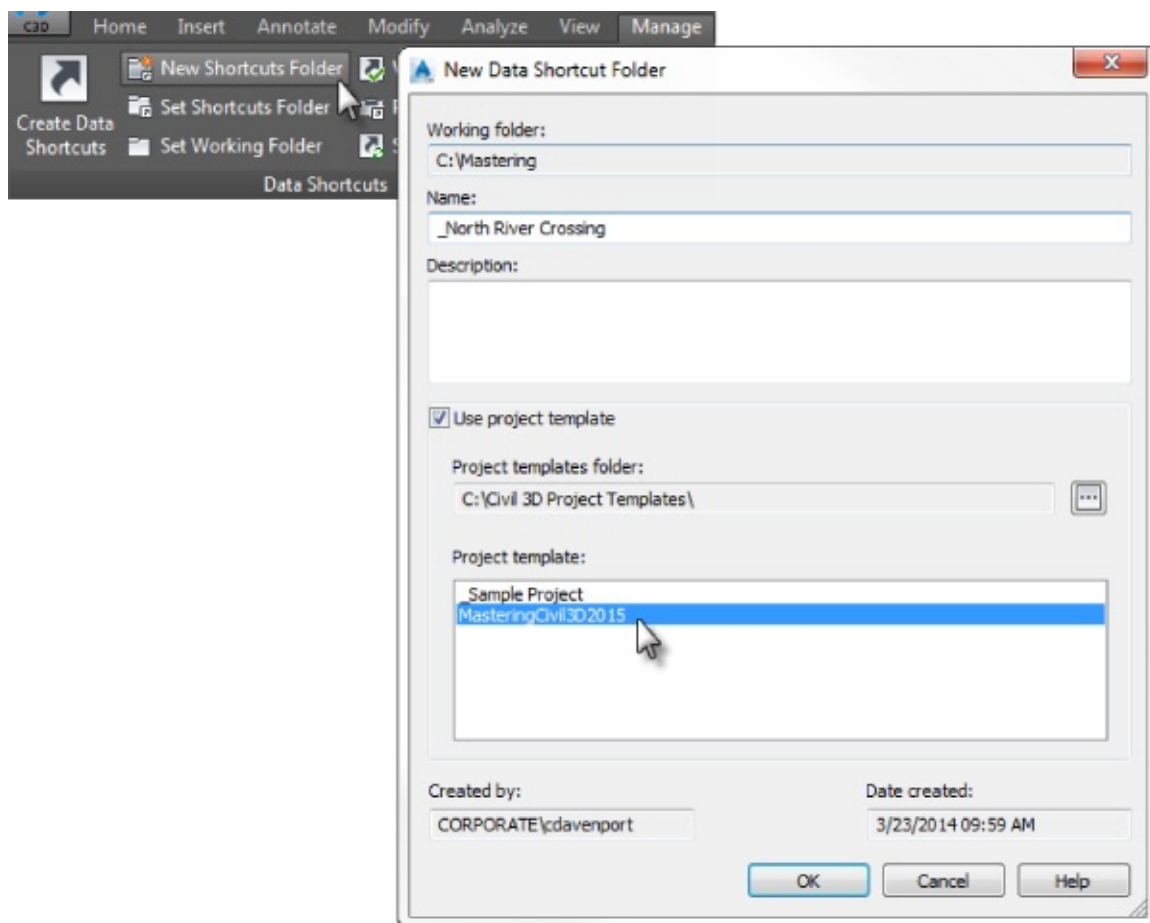 C3D Home Insert Annotate Modify Analyze View Manage
New Shortcuts Folder
Create Data Shortcuts
Set Shortcuts Folder
Set Working Folder
Data Shortcuts
New Data Shortcut Folder
Working folder:
C:\Mastering
Name:
_North River Crossing
Description:
Use project template
Project templates folder:
C:\Civil 3D Project Templates\
...
Project template:
_Sample Project
MasteringCivil3D2015
Created by: Date created:
CORPORATE\cdavenport 3/23/2014 09:59 AM
OK Cancel Help